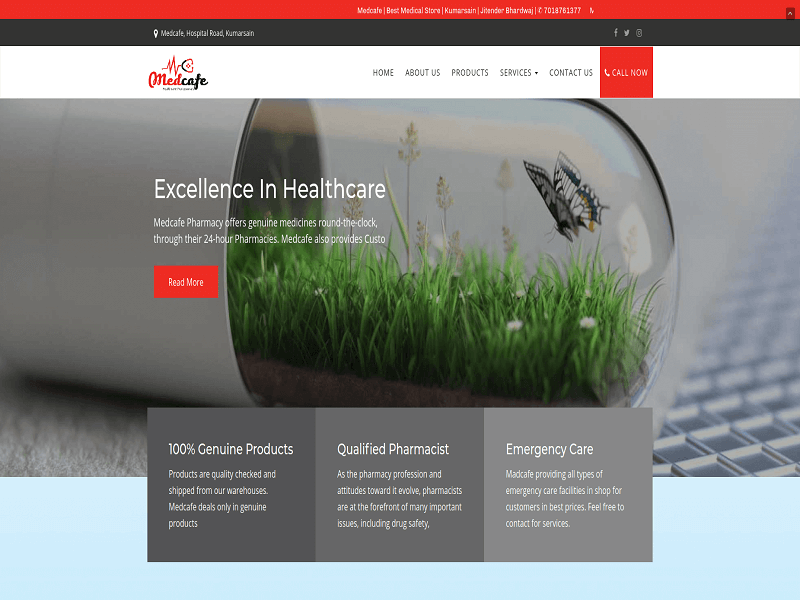 Medcafe | Best Medical Store | Kumarsain | Jitender Bhardwaj | ✆ 7018761377 M
Medcafe, Hospital Road, Kumarsain
Medcafe
HOME ABOUT US PRODUCTS SERVICES CONTACT US CALL NOW
Excellence In Healthcare
Medcafe Pharmacy offers genuine medicines round-the-clock,
through their 24-hour Pharmacies. Medcafe also provides Custo
Read More
100% Genuine Products
Products are quality checked and
shipped from our warehouses.
Medcafe deals only in genuine
products
Qualified Pharmacist
As the pharmacy profession and
attitudes toward it evolve, pharmacists
are at the forefront of many important
issues, including drug safety,
Emergency Care
Madcafe providing all types of
emergency care facilities in shop for
customers in best prices. Feel free to
contact for services.